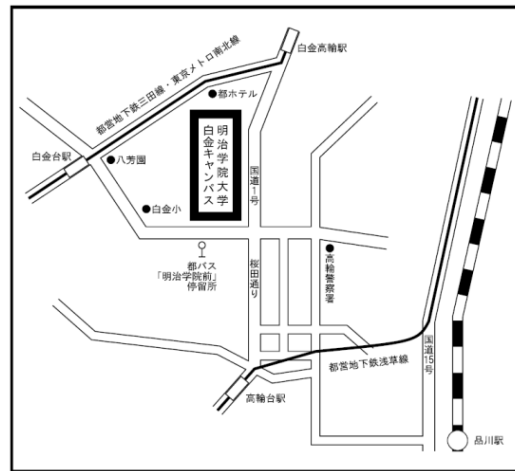 白金高輪駅
都営地下鉄三田線・東京メトロ南北線
都ホテル
明治学院大学
白金キャンパス
国道1号
白金台駅
八芳園
白金小
都バス
「明治学院前」
停留所
桜田通り
高輪警察署
都営地下鉄浅草線
国道15号
高輪台駅
品川駅